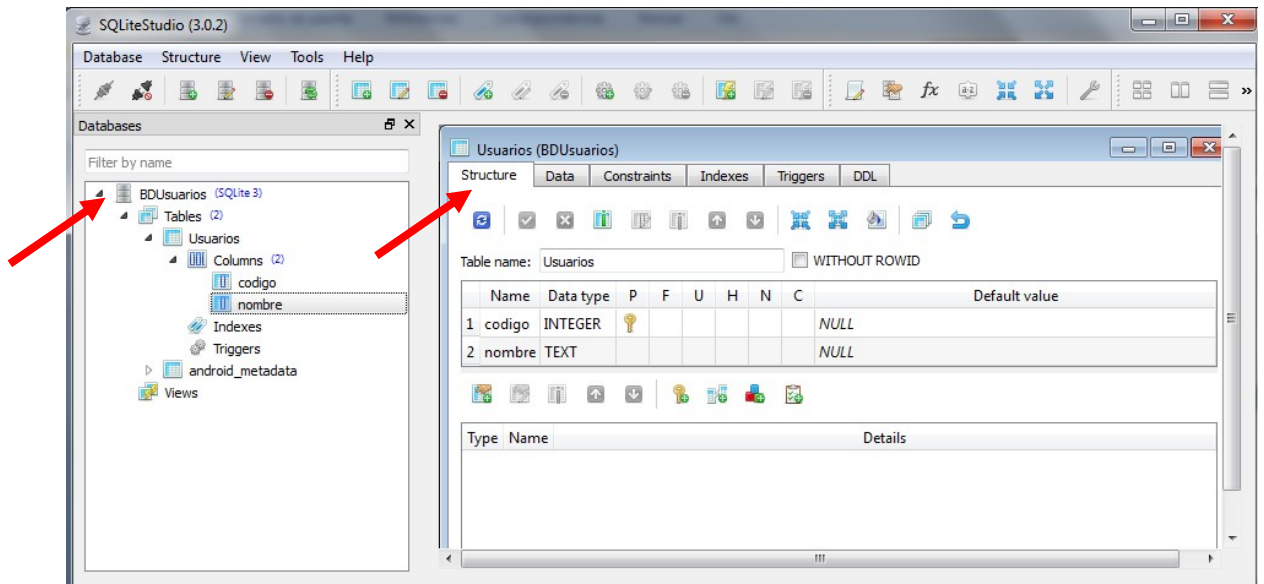 SQLiteStudio (3.0.2)
Database Structure View Tools Help
fx
a-z
»
Databases
Filter by name
BDUsuarios (SQLite 3)
Tables (2)
Usuarios
Columns (2)
codigo
nombre
Indexes
Triggers
android_metadata
Views
Usuarios (BDUsuarios)
Structure Data Constraints Indexes Triggers DDL
Table name: Usuarios WITHOUT ROWID
Name Data type P F U H N C Default value
1 codigo INTEGER NULL
2 nombre TEXT NULL
Type Name Details